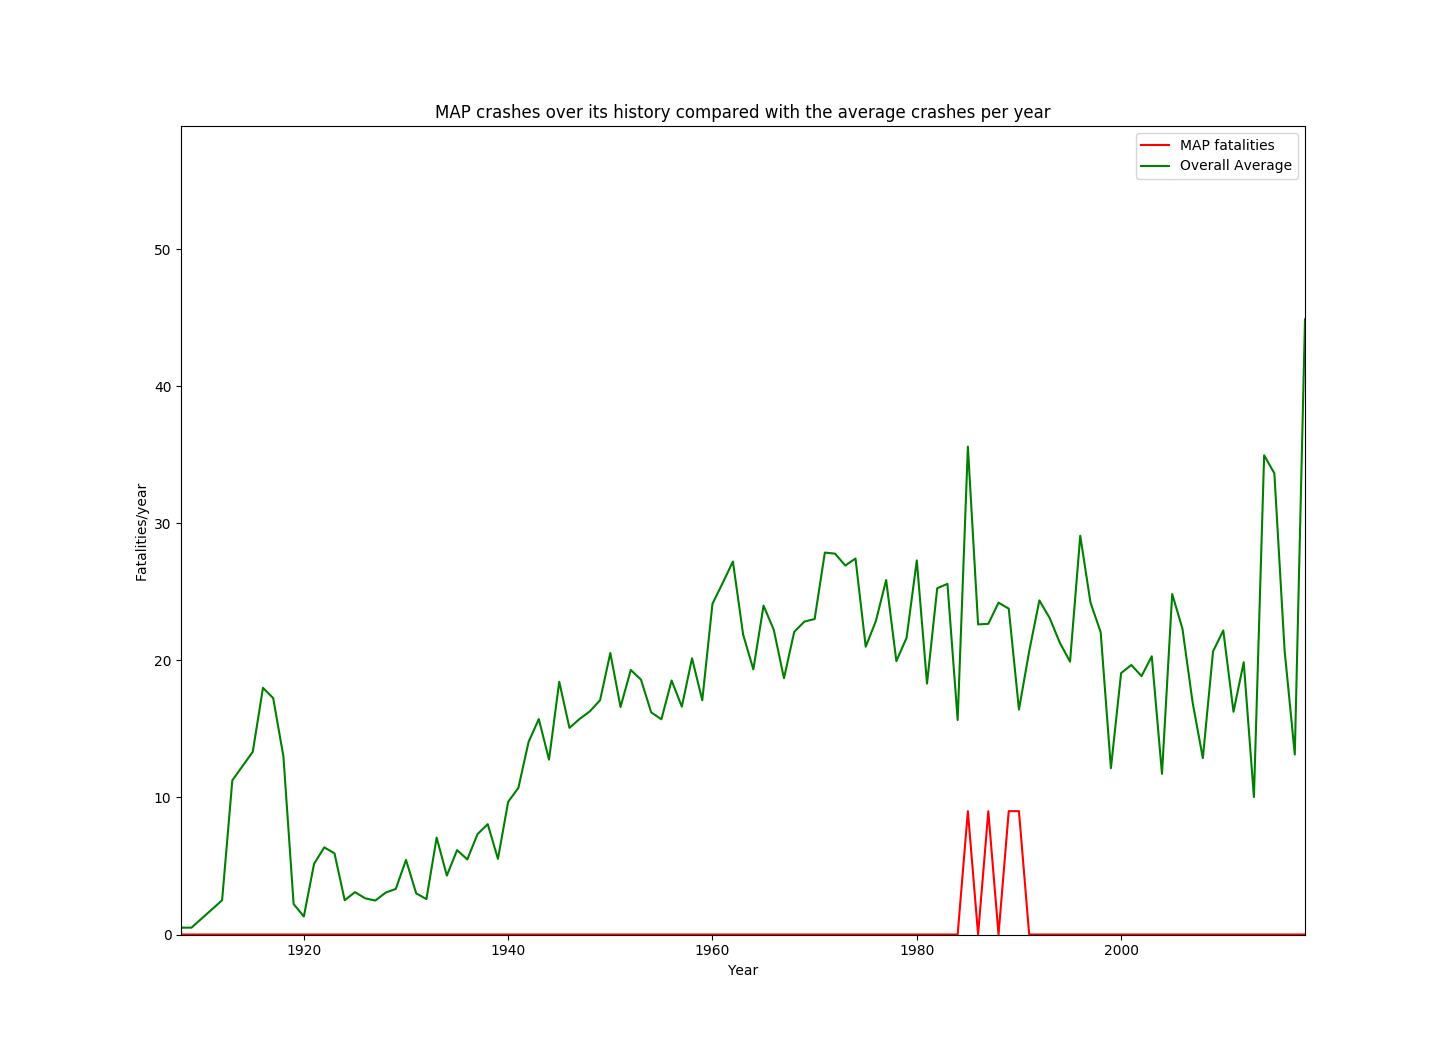 MAP crashes over its history compared with the average crashes per year
MAP fatalities
Overall Average
50
40
30
20
10
0
Fatalities/year
1920 1940 1960 1980 2000
Year